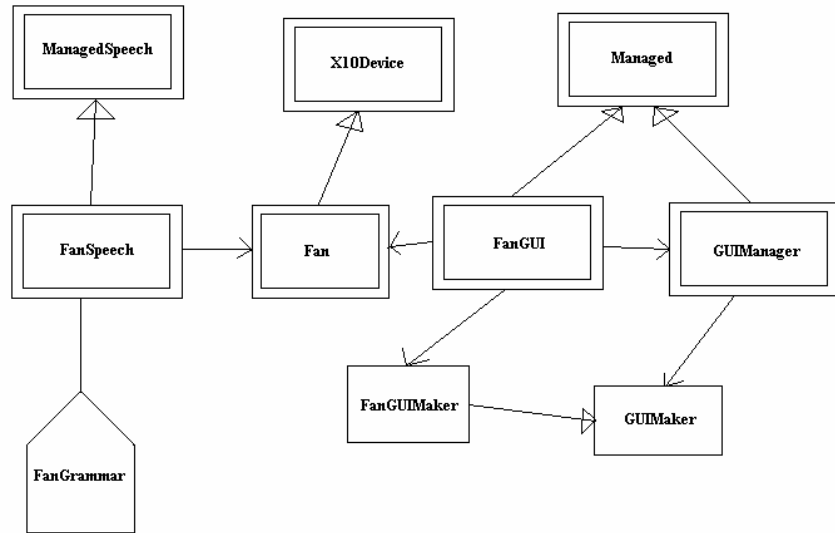 ManagedSpeech
X10Device
Managed
FanSpeech
Fan
FanGUI
GUIManager
FanGUIMaker
GUIMaker
FanGrammar